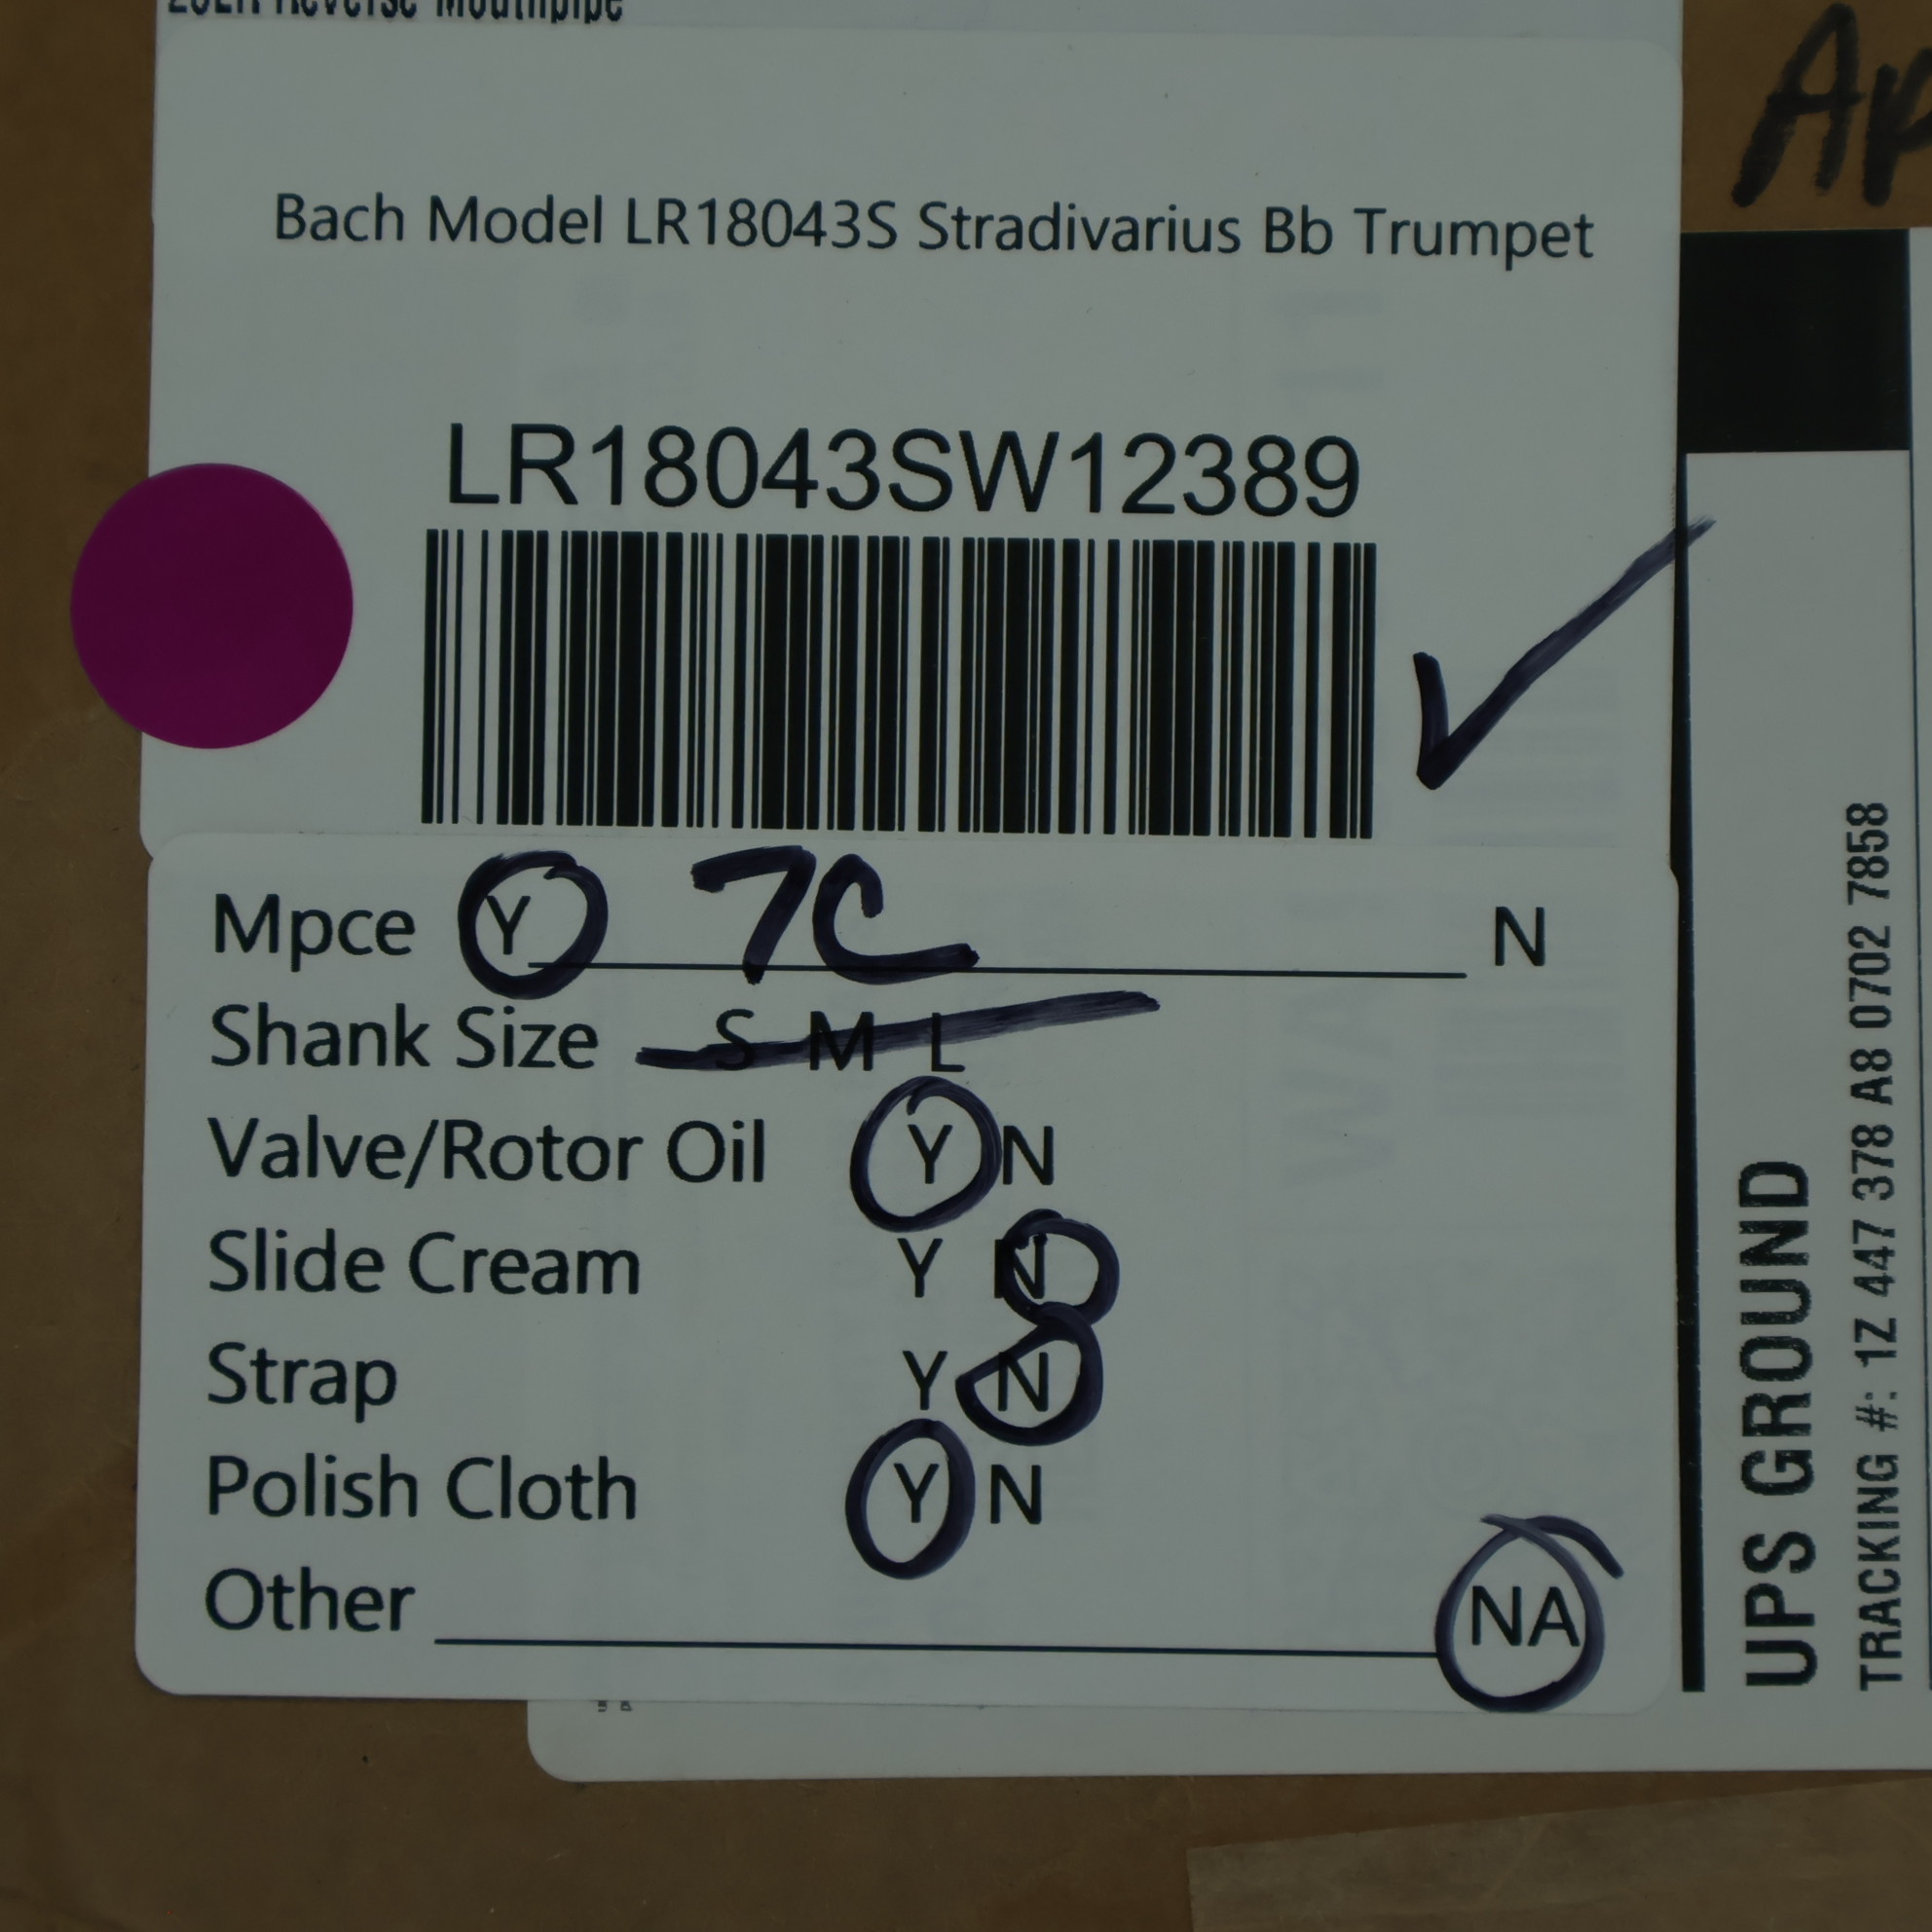 Reverse Mouthpipe
Bach Model LR18043S Stradivarius Bb Trumpet
LR18043SW12389
Mpce Y 7C N
Shank Size S M L
Valve/Rotor Oil Y N
Slide Cream Y N
Strap Y N
Polish Cloth Y N
Other NA
UPS GROUND
TRACKING #: 1Z 447 378 A8 0702 7858